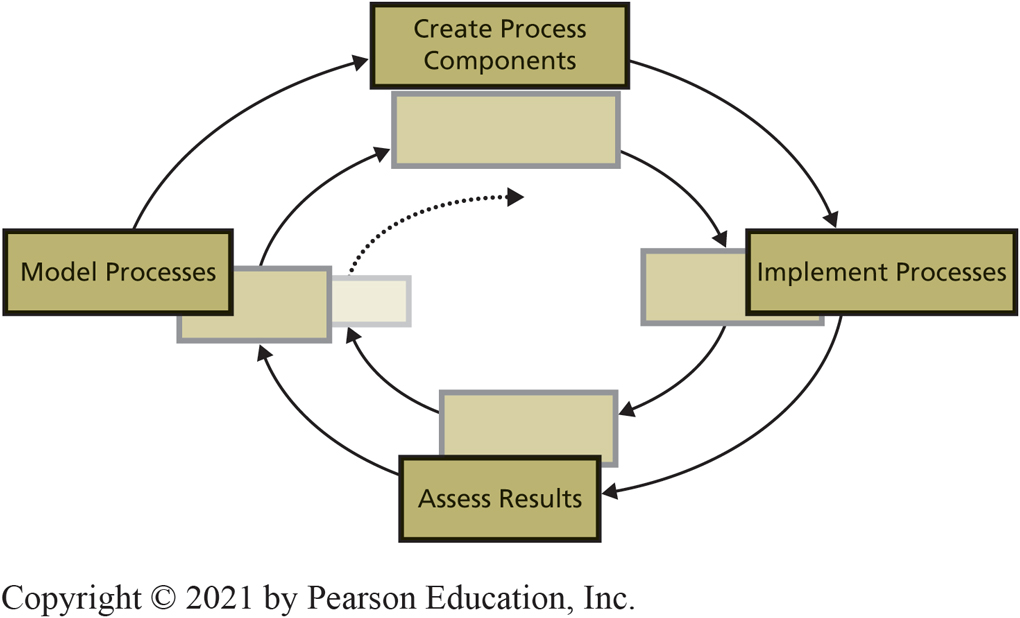 Create Process
Components
Model Processes
Implement Processes
Assess Results
Copyright © 2021 by Pearson Education, Inc.